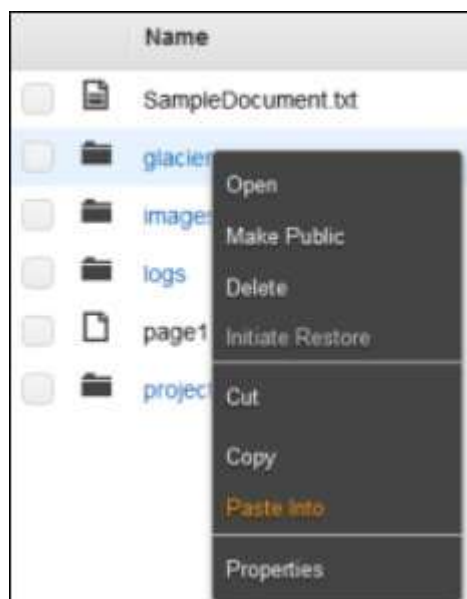 Name
SampleDocument.txt
glacier
Open
images
Make Public
logs
Delete
page1
Initiate Restore
project
Cut
Copy
Paste Into
Properties